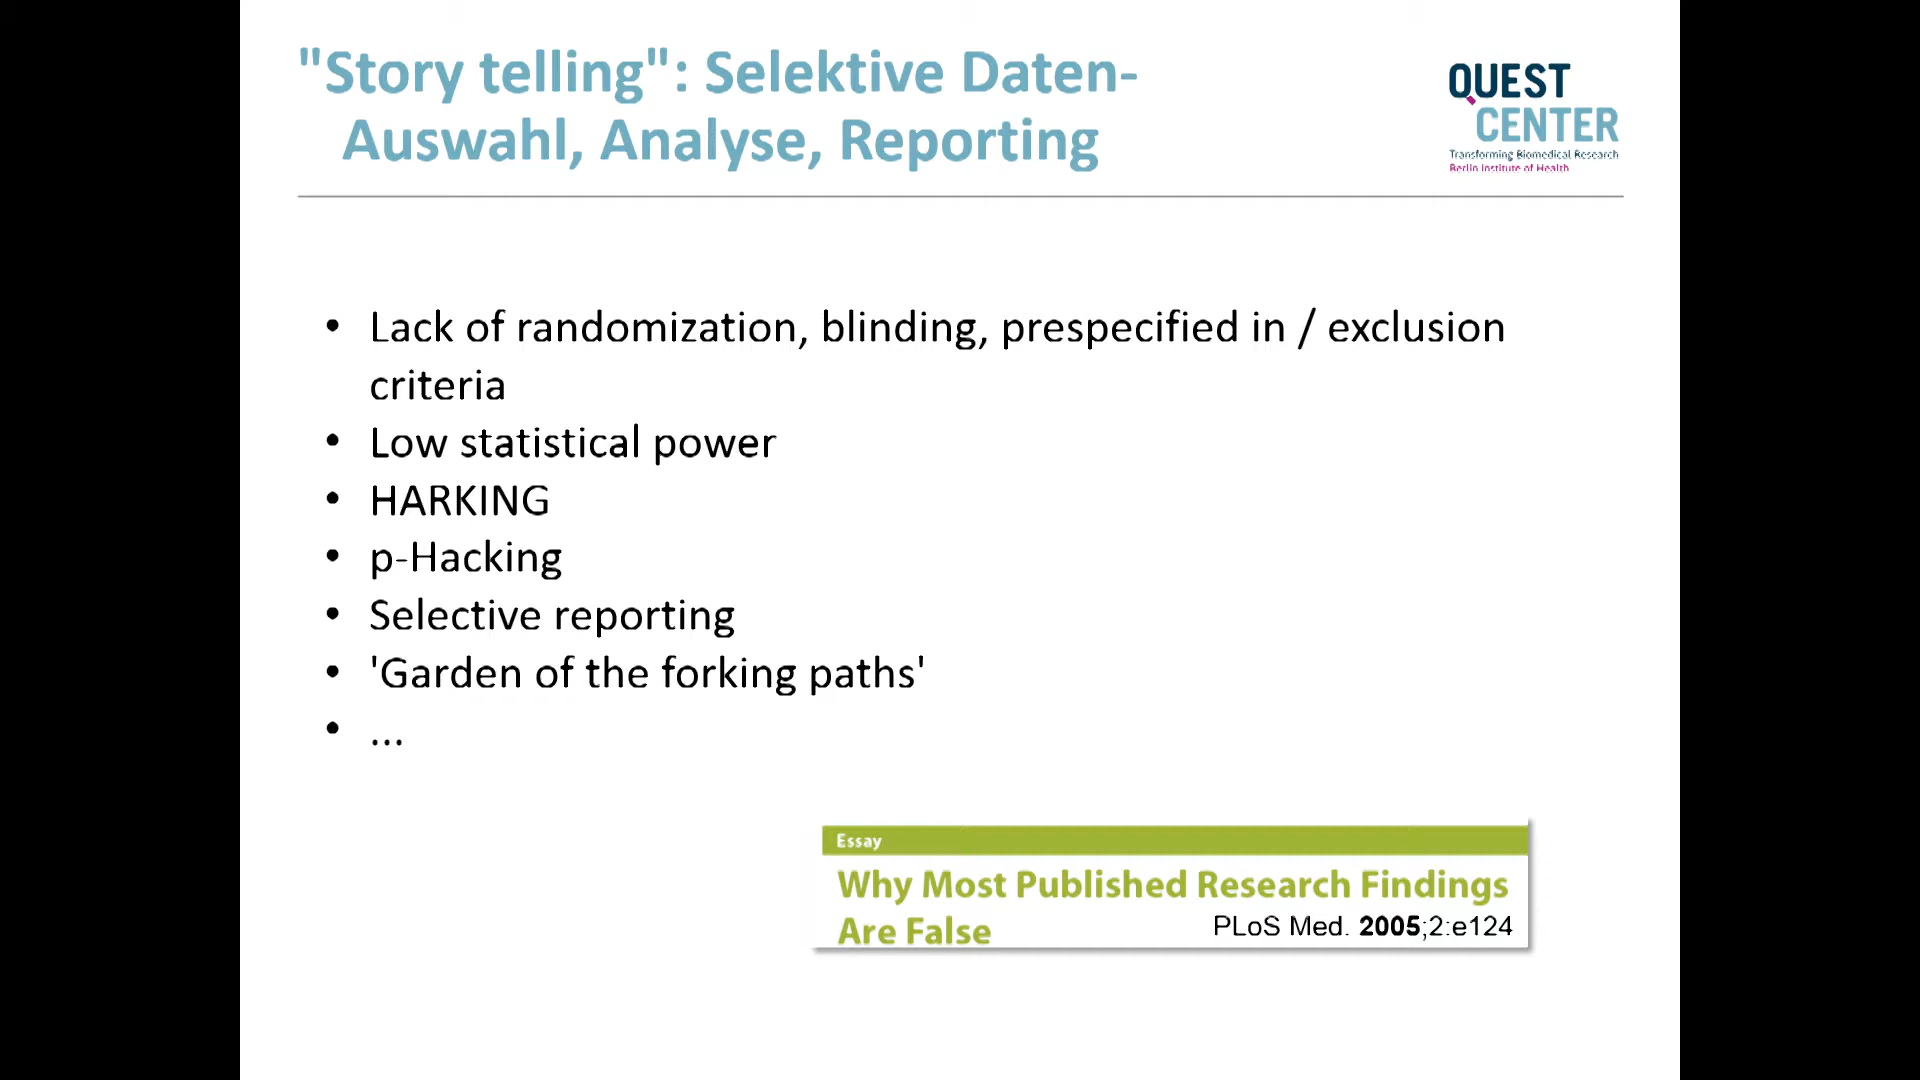 "Story telling": Selektive Daten-
Auswahl, Analyse, Reporting
QUEST
CENTER
Transforming Biomedical Research
Berlin Institute of Health
• Lack of randomization, blinding, prespecified in / exclusion
criteria
• Low statistical power
• HARKING
• p-Hacking
• Selective reporting
• 'Garden of the forking paths'
• ...
Essay
Why Most Published Research Findings
Are False
PLoS Med. 2005;2:e124